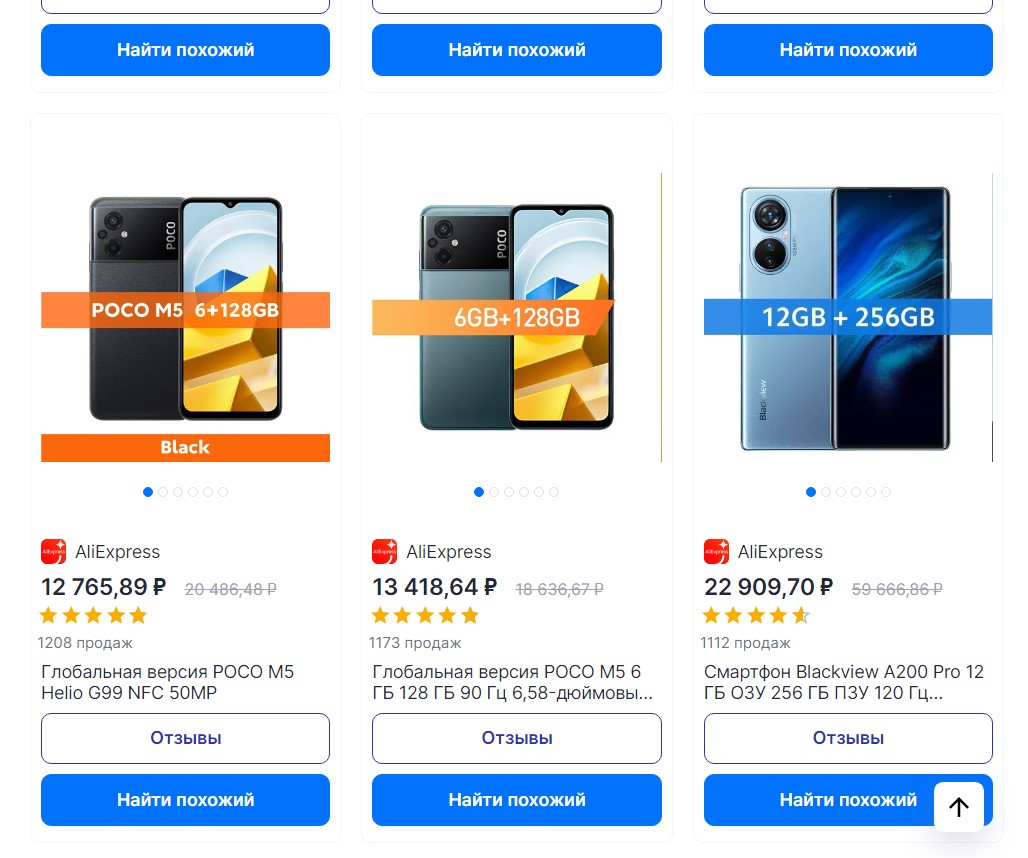 Найти похожий
Найти похожий
Найти похожий
POCO
POCO M5 6+128GB
Black
POCO
6GB+128GB
12GB + 256GB
Blackview
AliExpress
12 765,89 ₽ 20 486,48 ₽
1208 продаж
Глобальная версия POCO M5
Helio G99 NFC 50MP
Отзывы
Найти похожий
AliExpress
13 418,64 ₽ 18 636,67 ₽
1173 продаж
Глобальная версия POCO M5 6
ГБ 128 ГБ 90 Гц 6,58-дюймовы...
Отзывы
Найти похожий
AliExpress
22 909,70 ₽ 59 666,86 ₽
1112 продаж
Смартфон Blackview A200 Pro 12
ГБ ОЗУ 256 ГБ ПЗУ 120 Гц...
Отзывы
Найти похожий